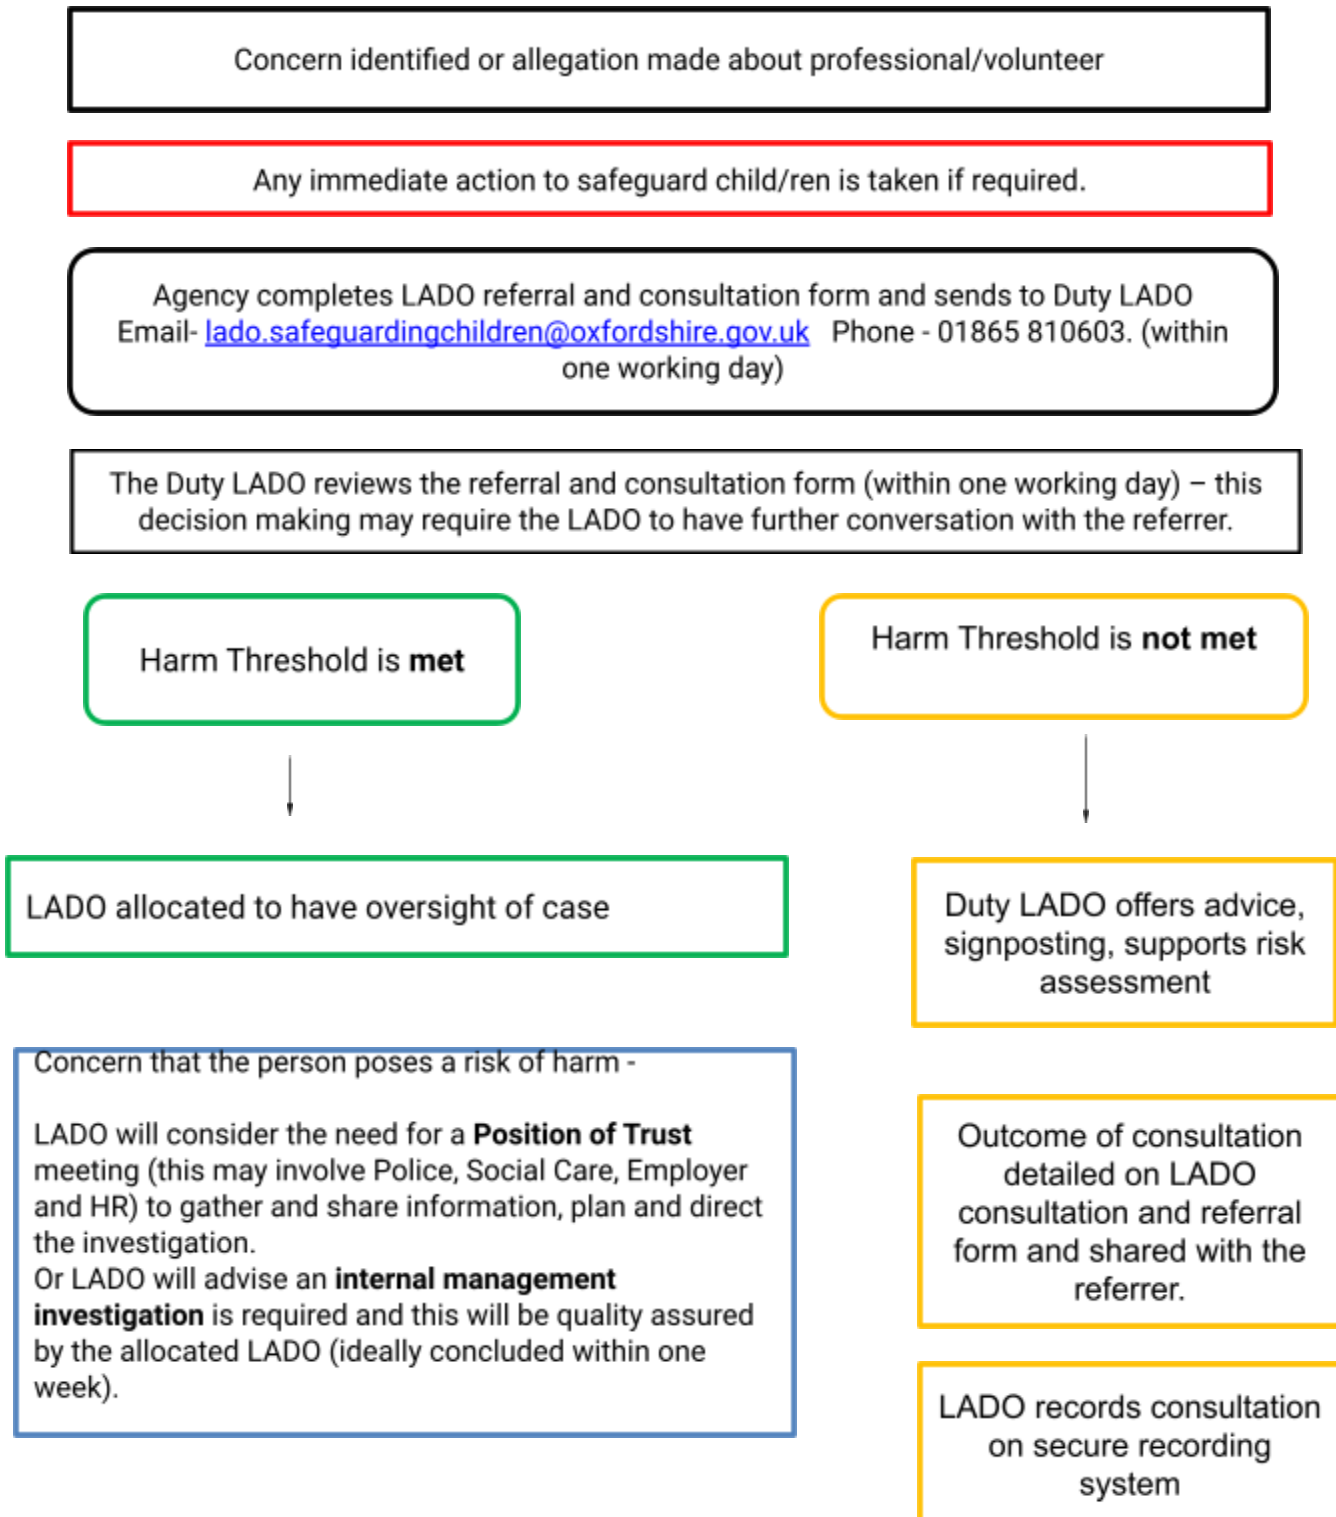 Concern identified or allegation made about professional/volunteer
Any immediate action to safeguard child/ren is taken if required.
Agency completes LADO referral and consultation form and sends to Duty LADO
Email- lado.safeguardingchildren@oxfordshire.gov.uk Phone - 01865 810603. (within
one working day)
The Duty LADO reviews the referral and consultation form (within one working day) – this
decision making may require the LADO to have further conversation with the referrer.
Harm Threshold is met
Harm Threshold is not met
LADO allocated to have oversight of case
Duty LADO offers advice,
signposting, supports risk
assessment
Concern that the person poses a risk of harm -
LADO will consider the need for a Position of Trust
meeting (this may involve Police, Social Care, Employer
and HR) to gather and share information, plan and direct
the investigation.
Or LADO will advise an internal management
investigation is required and this will be quality assured
by the allocated LADO (ideally concluded within one
week).
Outcome of consultation
detailed on LADO
consultation and referral
form and shared with the
referrer.
LADO records consultation
on secure recording
system